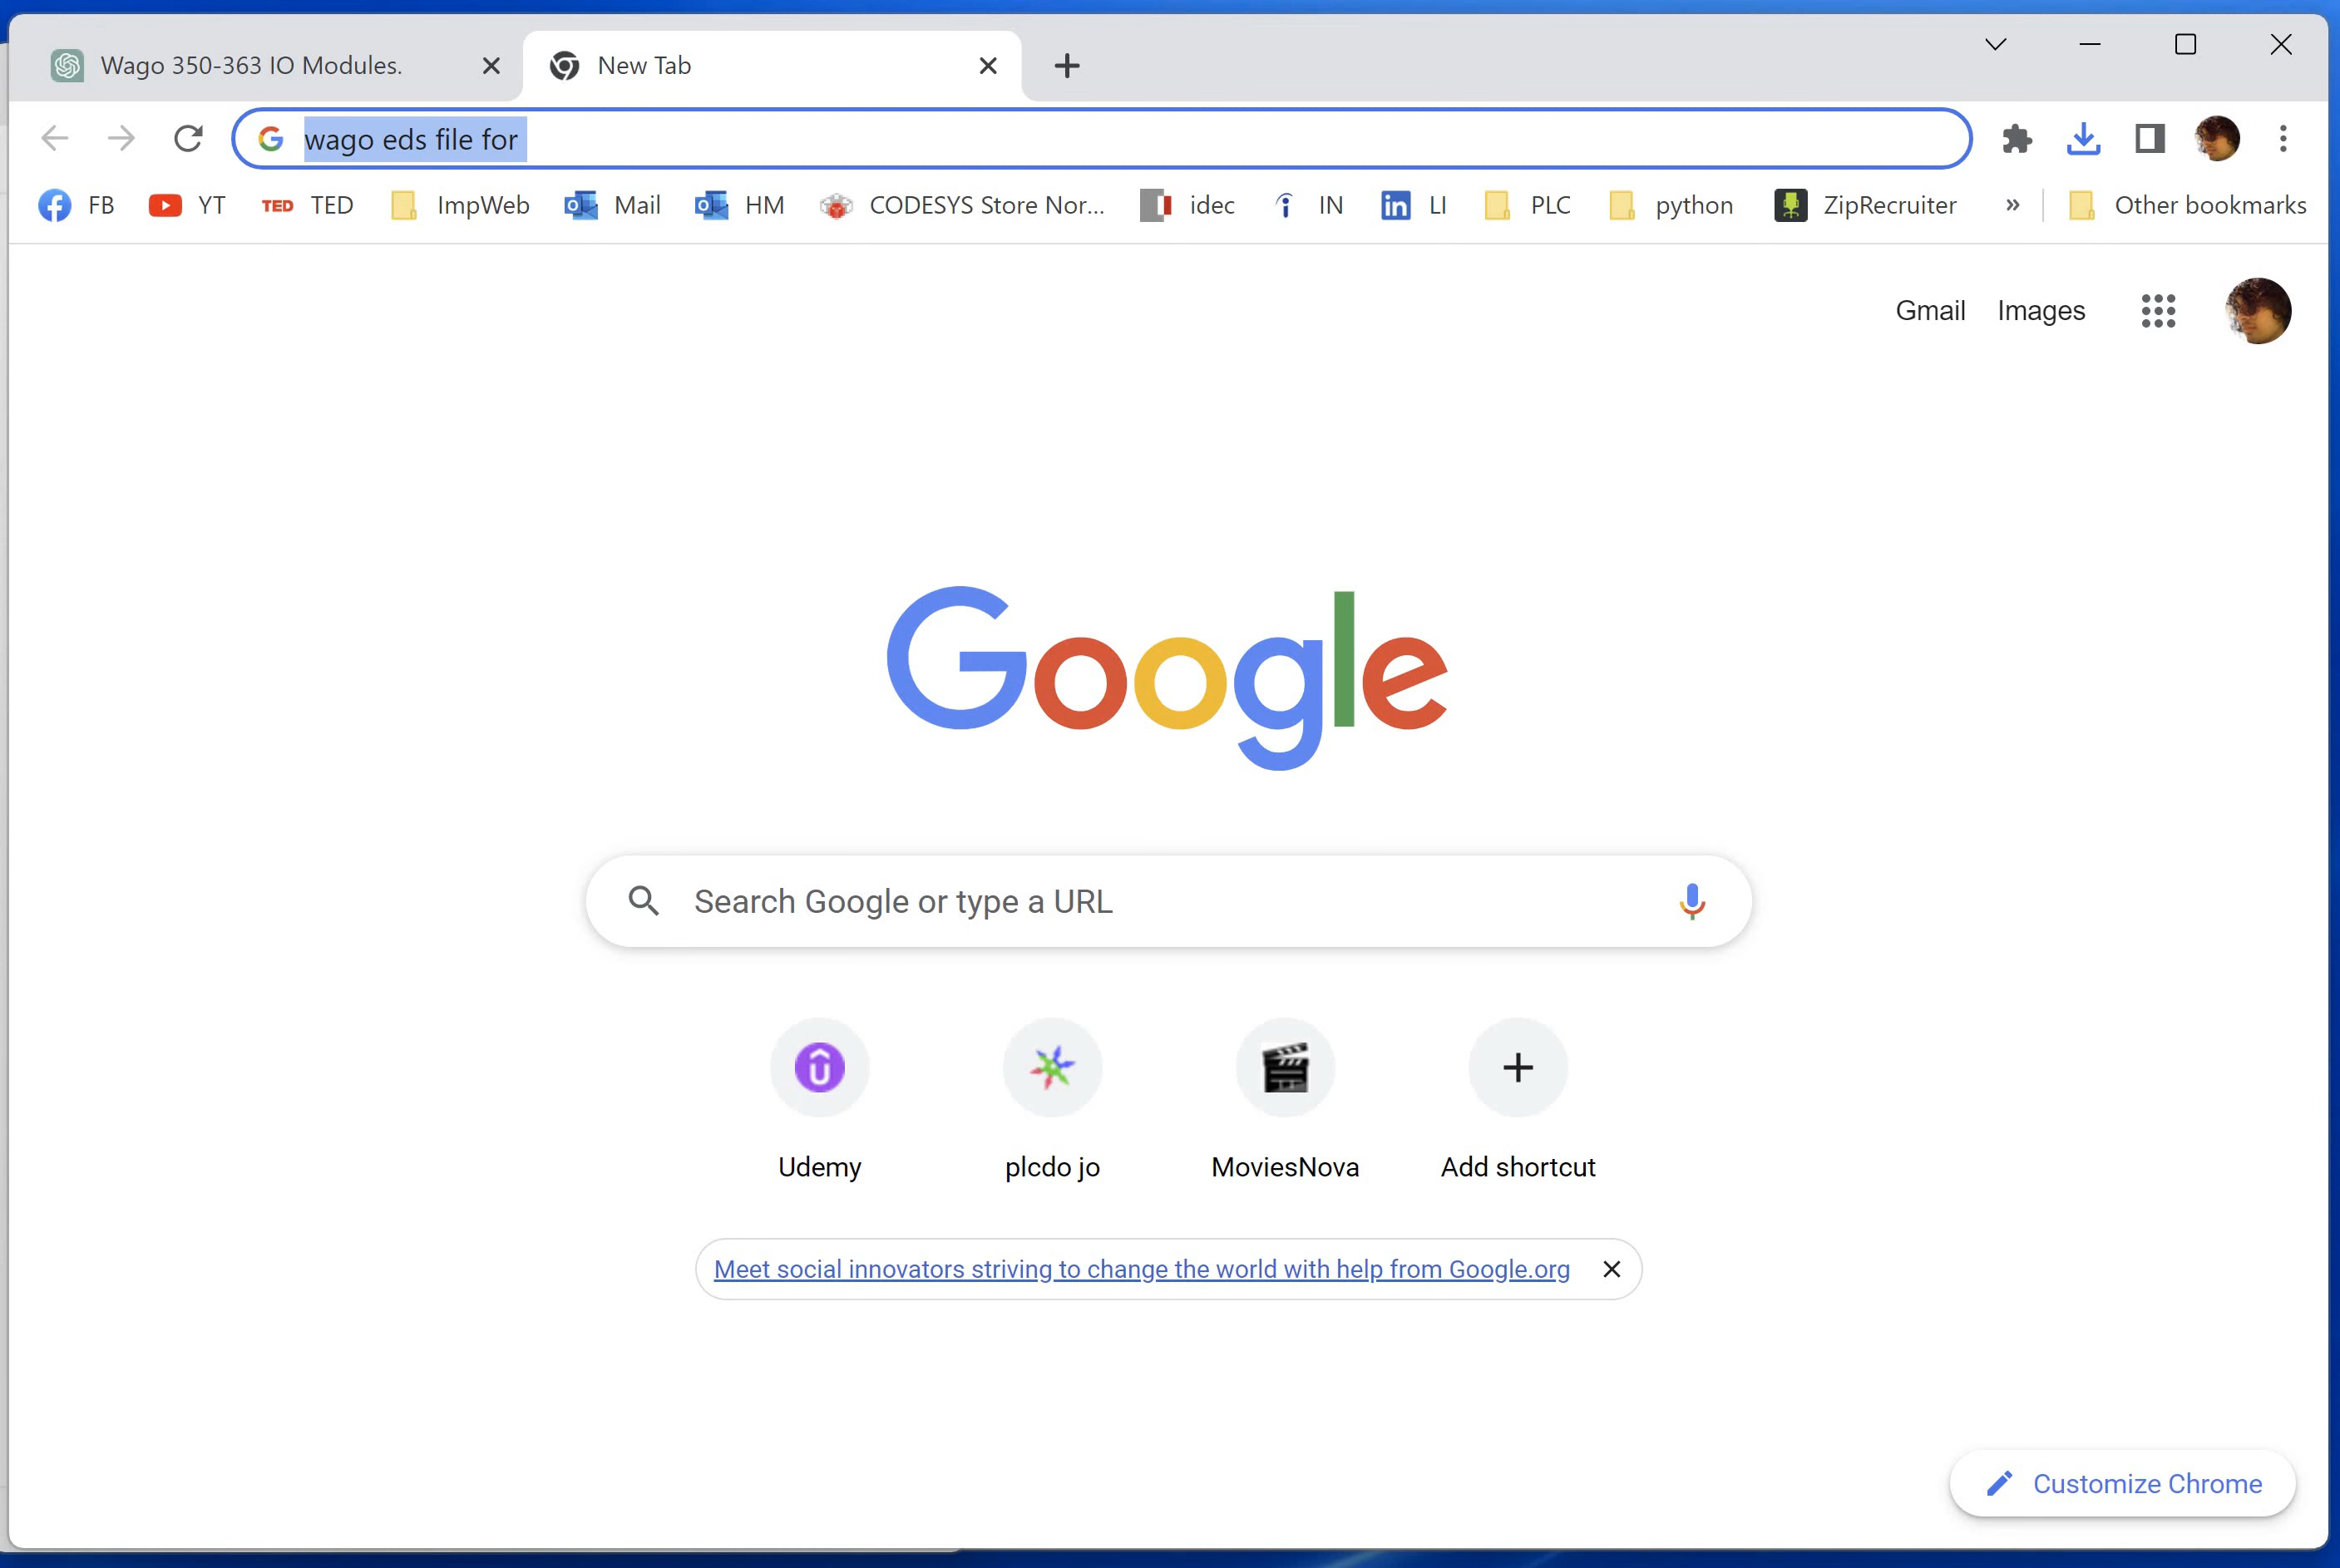 Wago 350-363 IO Modules.
New Tab
wago eds file for
FB YT TED TED ImpWeb Mail HM CODESYS Store Nor... idec IN LI PLC python ZipRecruiter » Other bookmarks
Gmail Images
Google
Search Google or type a URL
Udemy plcdo jo MoviesNova Add shortcut
Meet social innovators striving to change the world with help from Google.org
Customize Chrome